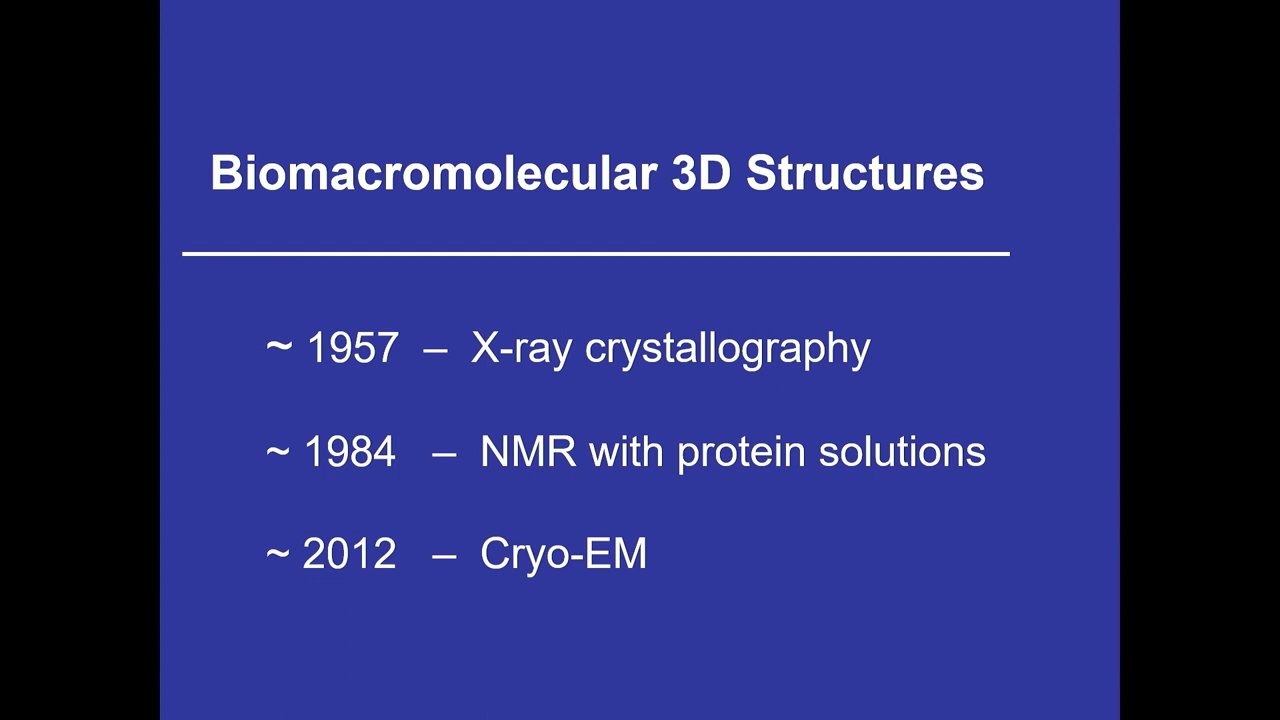 Biomacromolecular 3D Structures
~ 1957 – X-ray crystallography
~ 1984 – NMR with protein solutions
~ 2012 – Cryo-EM